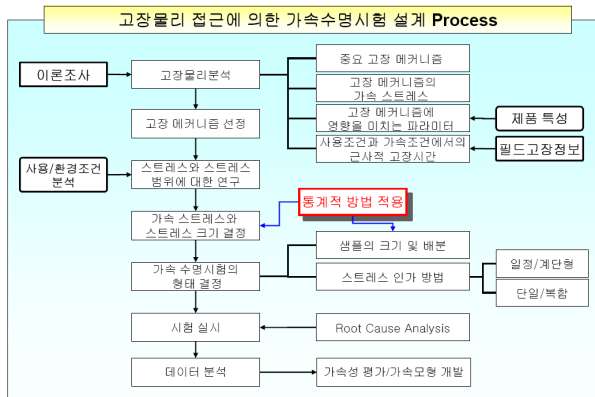 고장물리 접근에 의한 가속수명시험 설계 Process
이론조사
고장물리분석
중요 고장 메커니즘
고장 메커니즘의
가속 스트레스
고장 메커니즘 선정
고장 메커니즘에
영향을 미치는 파라미터
제품 특성
사용조건과 가속조건에서의
근사적 고장시간
필드고장정보
사용/환경조건
분석
스트레스와 스트레스
범위에 대한 연구
통계적 방법 적용
가속 스트레스와
스트레스 크기 결정
샘플의 크기 및 배분
가속 수명시험의
형태 결정
스트레스 인가 방법
일정/계단형
단일/복합
시험 실시
Root Cause Analysis
데이터 분석
가속성 평가/가속모형 개발